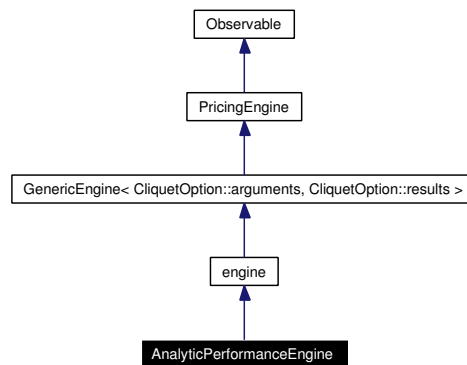 Observable
PricingEngine
GenericEngine< CliquetOption::arguments, CliquetOption::results >
engine
AnalyticPerformanceEngine